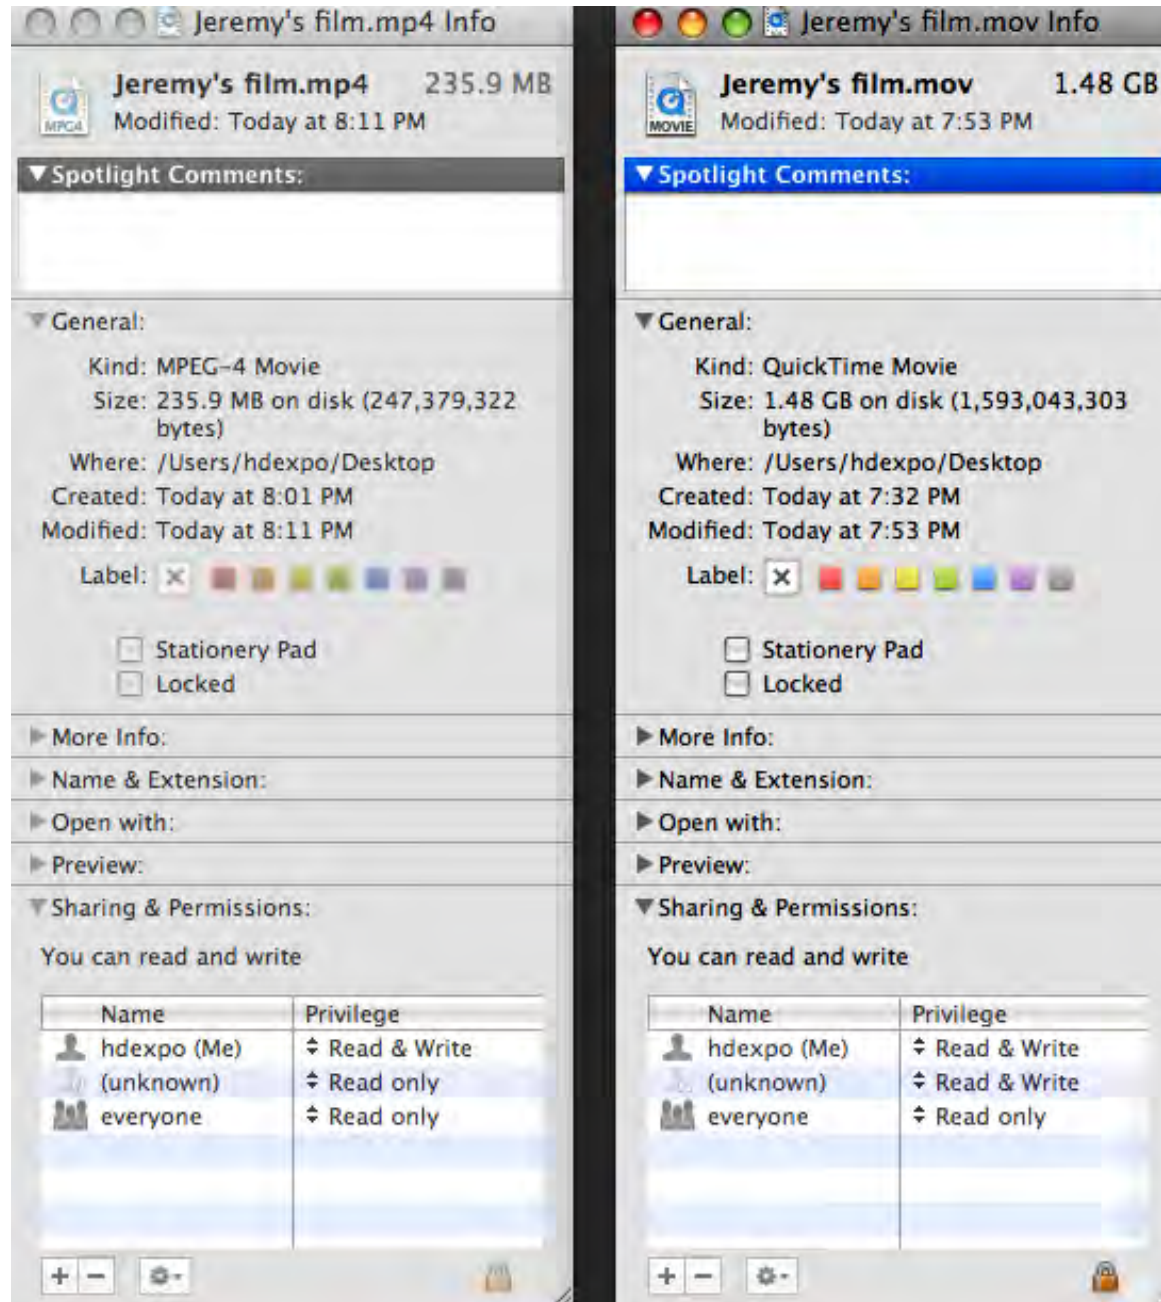 Jeremy's film.mp4 Info
Jeremy's film.mp4 235.9 MB
MPG4
Modified: Today at 8:11 PM
▼Spotlight Comments:
▼General:
Kind: MPEG-4 Movie
Size: 235.9 MB on disk (247,379,322
bytes)
Where: /Users/hdexpo/Desktop
Created: Today at 8:01 PM
Modified: Today at 8:11 PM
Label:
Stationery Pad
Locked
▶More Info:
▶Name & Extension:
▶Open with:
▶Preview:
▼Sharing & Permissions:
You can read and write
Name Privilege
hdexpo (Me) Read & Write
(unknown) Read only
everyone Read only
Jeremy's film.mov Info
Jeremy's film.mov 1.48 GB
MOVIE
Modified: Today at 7:53 PM
▼Spotlight Comments:
▼General:
Kind: QuickTime Movie
Size: 1.48 GB on disk (1,593,043,303
bytes)
Where: /Users/hdexpo/Desktop
Created: Today at 7:32 PM
Modified: Today at 7:53 PM
Label:
Stationery Pad
Locked
▶More Info:
▶Name & Extension:
▶Open with:
▶Preview:
▼Sharing & Permissions:
You can read and write
Name Privilege
hdexpo (Me) Read & Write
(unknown) Read & Write
everyone Read only